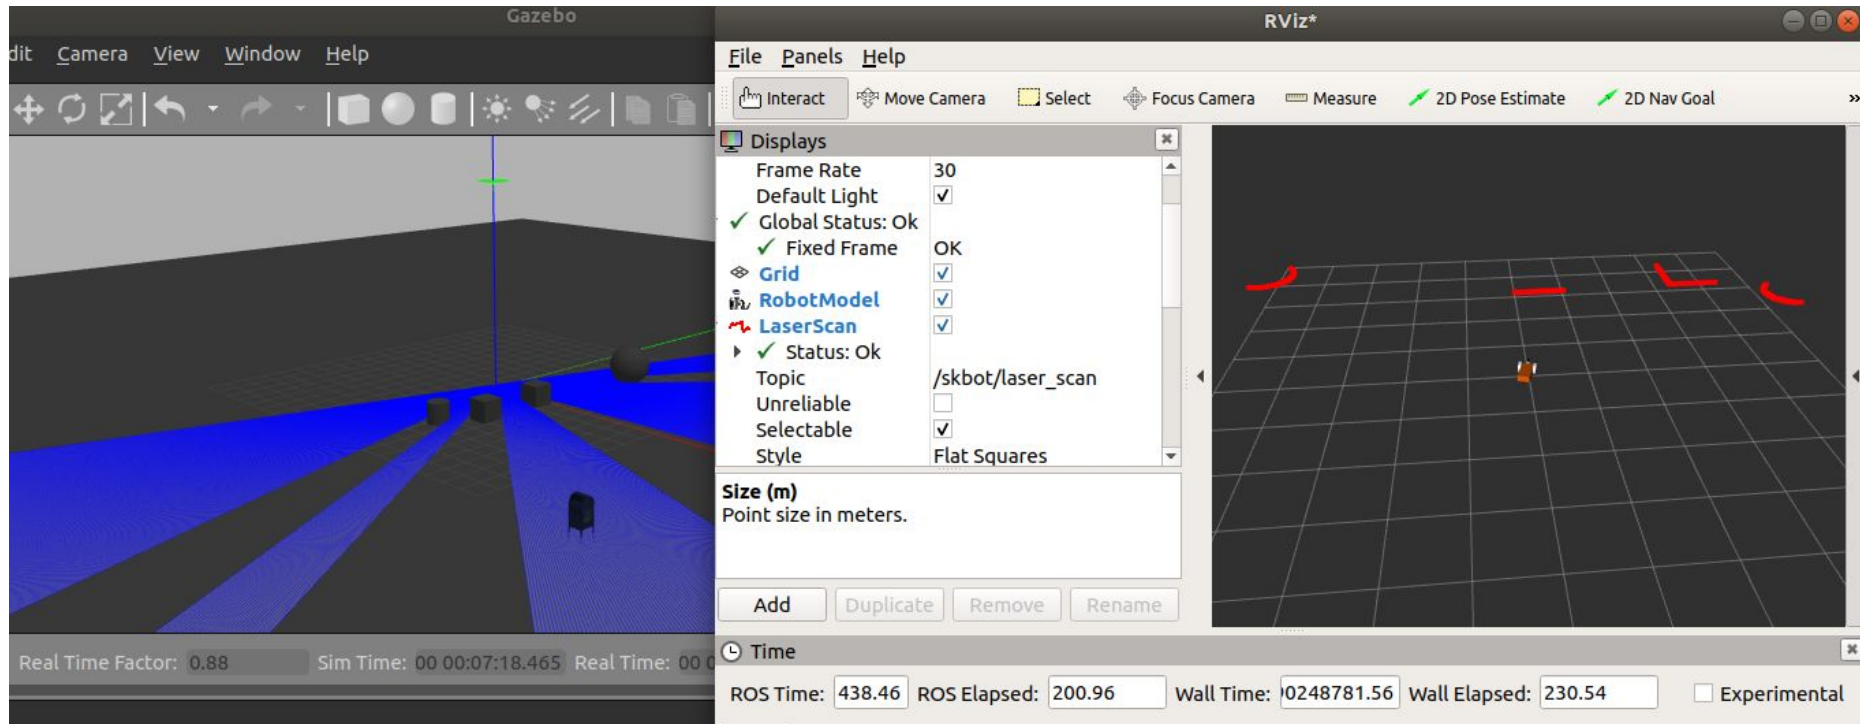 Gazebo
dit Camera View Window Help
Real Time Factor: 0.88 Sim Time: 00 00:07:18.465 Real Time: 00 0
RViz*
File Panels Help
Interact Move Camera Select Focus Camera Measure 2D Pose Estimate 2D Nav Goal »
Displays
Frame Rate 30
Default Light
Global Status: Ok
Fixed Frame OK
Grid
RobotModel
LaserScan
Status: Ok
Topic /skbot/laser_scan
Unreliable
Selectable
Style Flat Squares
Size (m)
Point size in meters.
Add Duplicate Remove Rename
Time
ROS Time: 438.46 ROS Elapsed: 200.96 Wall Time: 00248781.56 Wall Elapsed: 230.54 Experimental